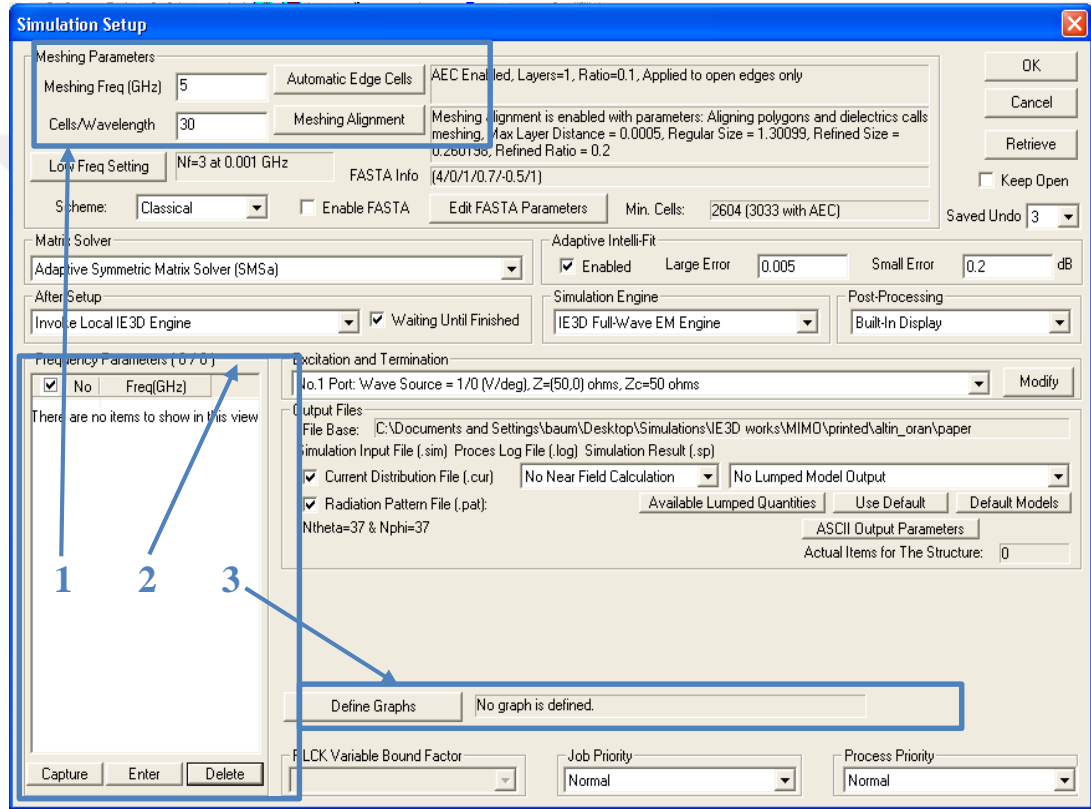 Simulation Setup
Meshing Parameters
Meshing Freq (GHz) 5 Automatic Edge Cells AEC Enabled, Layers=1, Ratio=0.1, Applied to open edges only
Cells/Wavelength 30 Meshing Alignment Meshing alignment is enabled with parameters: Aligning polygons and dielectrics calls
meshing, Max Layer Distance = 0.0005, Regular Size = 1.30099, Refined Size =
0.260198, Refined Ratio = 0.2
Low Freq Setting Nf=3 at 0.001 GHz FASTA Info (4/0/1/0.7/-0.5/1)
Scheme: Classical Enable FASTA Edit FASTA Parameters Min. Cells: 2604 (3033 with AEC)
OK
Cancel
Retrieve
Keep Open
Saved Undo 3
Matrix Solver
Adaptive Symmetric Matrix Solver (SMSa)
Adaptive Intelli-Fit
Enabled Large Error 0.005 Small Error 0.2 dB
After Setup
Invoke Local IE3D Engine Waiting Until Finished
Simulation Engine
IE3D Full-Wave EM Engine
Post-Processing
Built-In Display
Frequency Parameters ( 0 / 0 )
No Freq(GHz)
There are no items to show in this view
Capture Enter Delete
Excitation and Termination
No.1 Port: Wave Source = 1/0 (V/deg), Z=(50,0) ohms, Zc=50 ohms Modify
Output Files
File Base: C:\Documents and Settings\baum\Desktop\Simulations\IE3D works\MIMO\printed\altin_oran\paper
Simulation Input File (.sim) Proces Log File (.log) Simulation Result (.sp)
Current Distribution File (.cur) No Near Field Calculation No Lumped Model Output
Radiation Pattern File (.pat): Available Lumped Quantities Use Default Default Models
Ntheta=37 & Nphi=37 ASCII Output Parameters
Actual Items for The Structure: 0
1 2 3
Define Graphs No graph is defined.
RLCK Variable Bound Factor
Job Priority
Normal
Process Priority
Normal